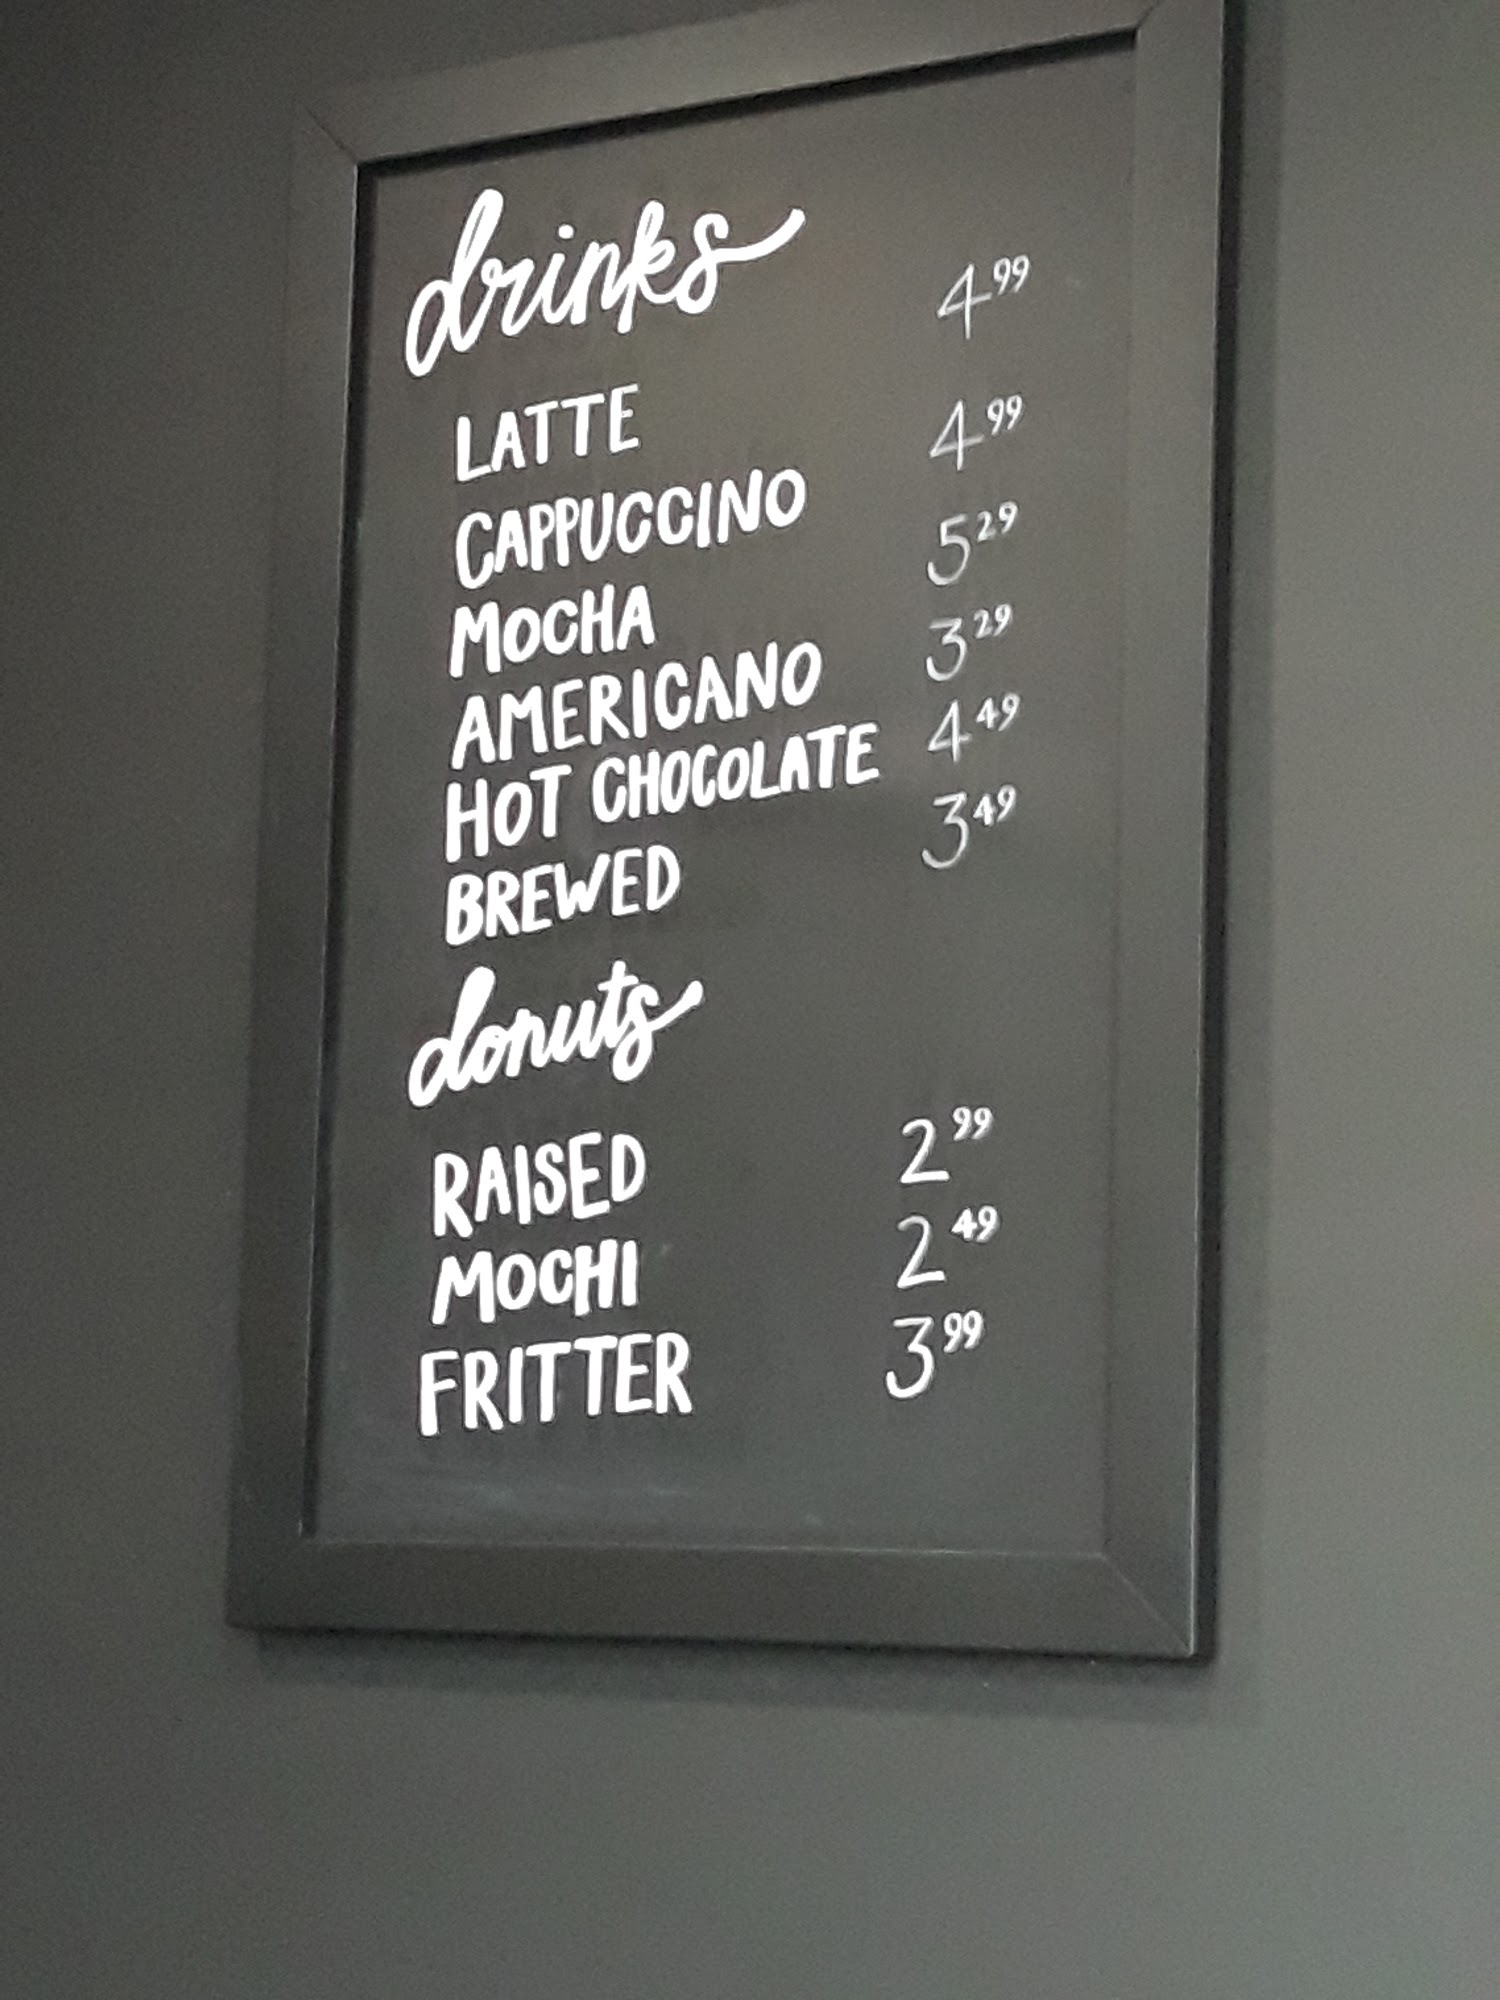 drinks
LATTE 4.99
CAPPUCCINO 4.99
MOCHA 5.29
AMERICANO 3.29
HOT CHOCOLATE 4.49
BREWED 3.49
donuts
RAISED 2.99
MOCHI 2.49
FRITTER 3.99